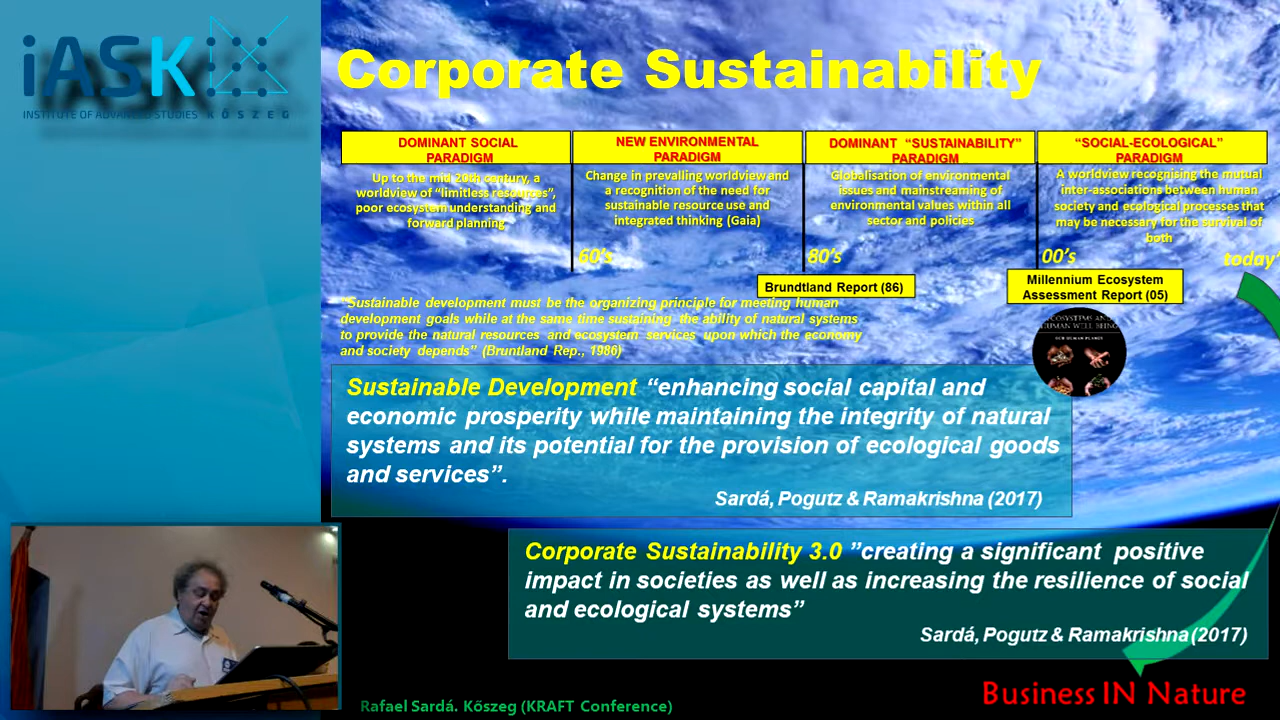 iASK
INSTITUTE OF ADVANCED STUDIES KŐSZEG
Corporate Sustainability
DOMINANT SOCIAL
PARADIGM
Up to the mid 20th century, a
worldview of “limitless resources”,
poor ecosystem understanding and
forward planning
NEW ENVIRONMENTAL
PARADIGM
Change in prevalling worldview and
a recognition of the need for
sustainable resource use and
integrated thinking (Gaia)
DOMINANT “SUSTAINABILITY”
PARADIGM
Globalisation of environmental
issues and mainstreaming of
environmental values within all
sector and policies
“SOCIAL-ECOLOGICAL”
PARADIGM
A worldview recognising the mutual
inter-associations between human
society and ecological processes that
may be necessary for the survival of
both
60’s
80’s
00’s
today’
Brundtland Report (86)
Millennium Ecosystem
Assessment Report (05)
“Sustainable development must be the organizing principle for meeting human
development goals while at the same time sustaining the ability of natural systems
to provide the natural resources and ecosystem services upon which the economy
and society depends” (Bruntland Rep., 1986)
ECOSYSTEMS AND
HUMAN WELL BEING
Sustainable Development “enhancing social capital and
economic prosperity while maintaining the integrity of natural
systems and its potential for the provision of ecological goods
and services”.
Sardá, Pogutz & Ramakrishna (2017)
Corporate Sustainability 3.0 ”creating a significant positive
impact in societies as well as increasing the resilience of social
and ecological systems”
Sardá, Pogutz & Ramakrishna (2017)
Business IN Nature
Rafael Sardá. Kőszeg (KRAFT Conference)